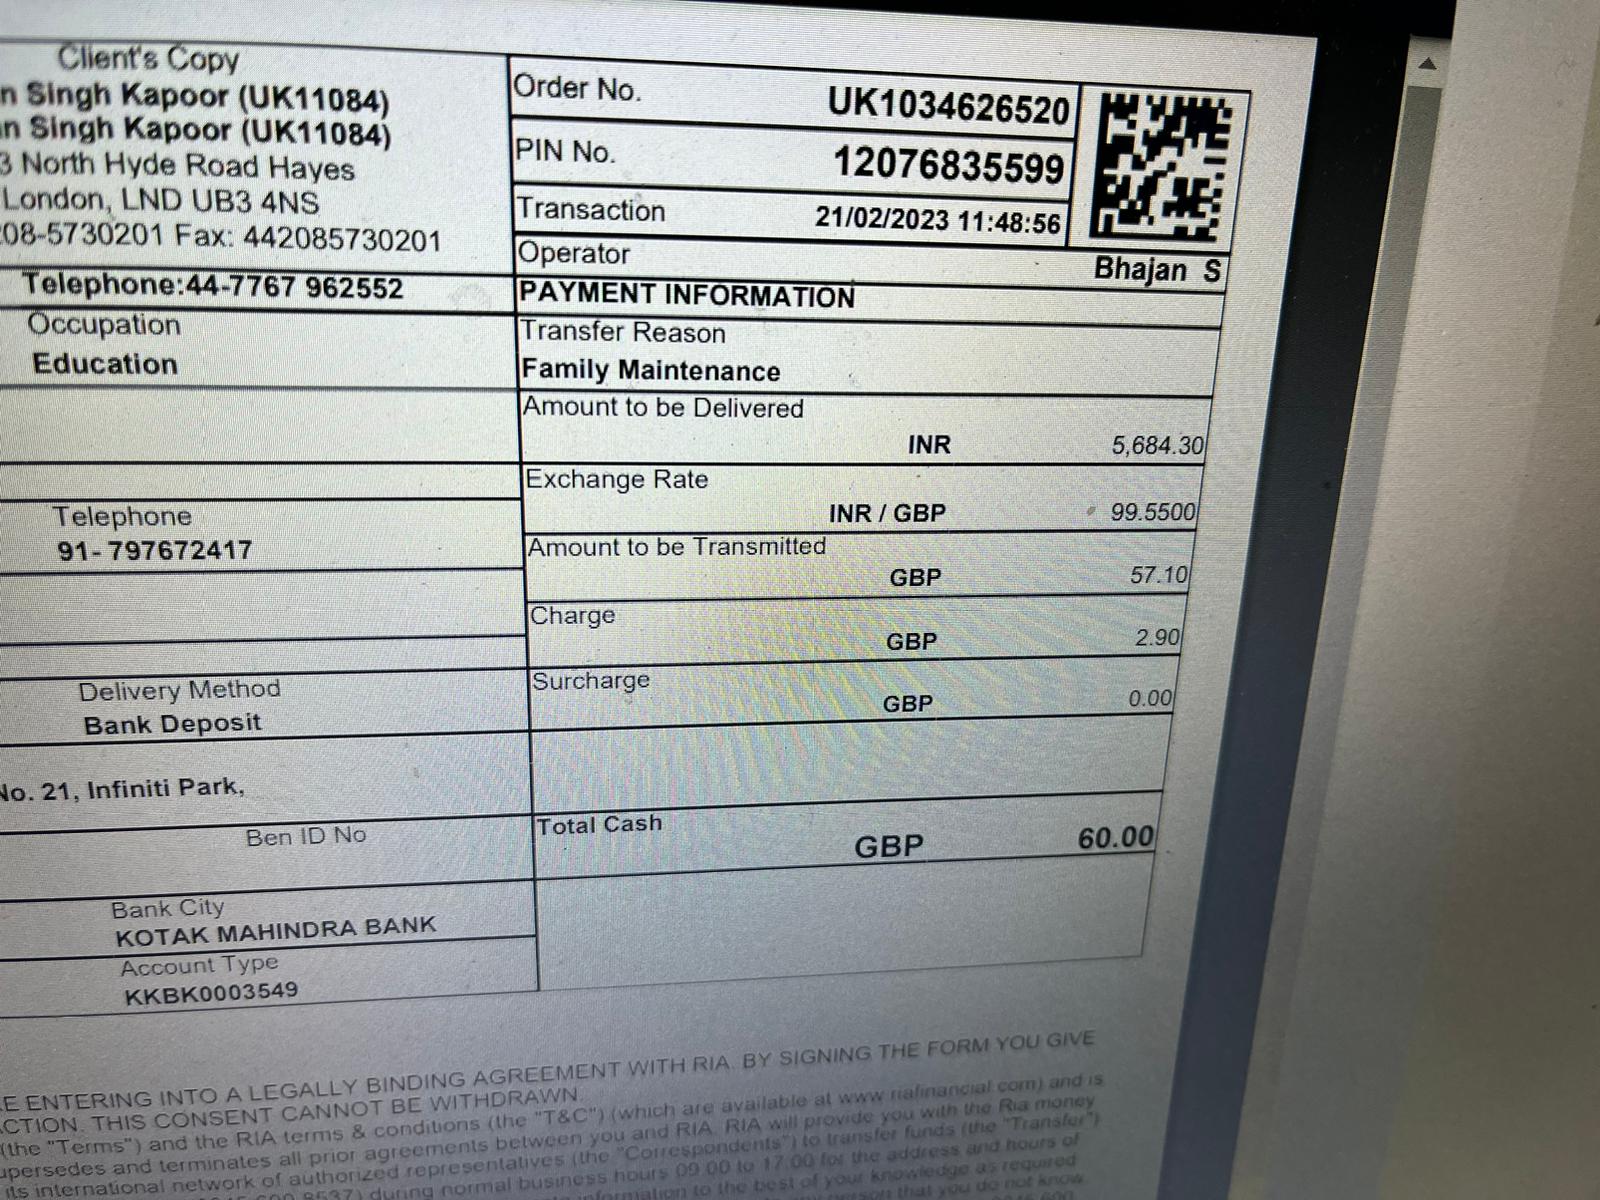 Client's Copy
n Singh Kapoor (UK11084)
n Singh Kapoor (UK11084)
3 North Hyde Road Hayes
London, LND UB3 4NS
08-5730201 Fax: 442085730201
Telephone:44-7767 962552
Occupation
Education
Telephone
91- 797672417
Delivery Method
Bank Deposit
No. 21, Infiniti Park,
Ben ID No
Bank City
KOTAK MAHINDRA BANK
Account Type
KKBK0003549
Order No. UK1034626520
PIN No. 12076835599
Transaction 21/02/2023 11:48:56
Operator Bhajan S
PAYMENT INFORMATION
Transfer Reason
Family Maintenance
Amount to be Delivered
INR 5,684.30
Exchange Rate
INR / GBP 99.5500
Amount to be Transmitted
GBP 57.10
Charge
GBP 2.90
Surcharge
GBP 0.00
Total Cash
GBP 60.00
E ENTERING INTO A LEGALLY BINDING AGREEMENT WITH RIA. BY SIGNING THE FORM YOU GIVE
CTION. THIS CONSENT CANNOT BE WITHDRAWN.
(the "Terms") and the RIA terms & conditions (the "T&C") (which are available at www.riafinancial.com) and is
upersedes and terminates all prior agreements between you and RIA. RIA will provide you with the Ria money
its international network of authorized representatives (the "Correspondents") to transfer funds (the "Transfer")
during normal business hours 09.00 to 17.00 for the address and hours of
information to the best of your knowledge as required
person that you do not know